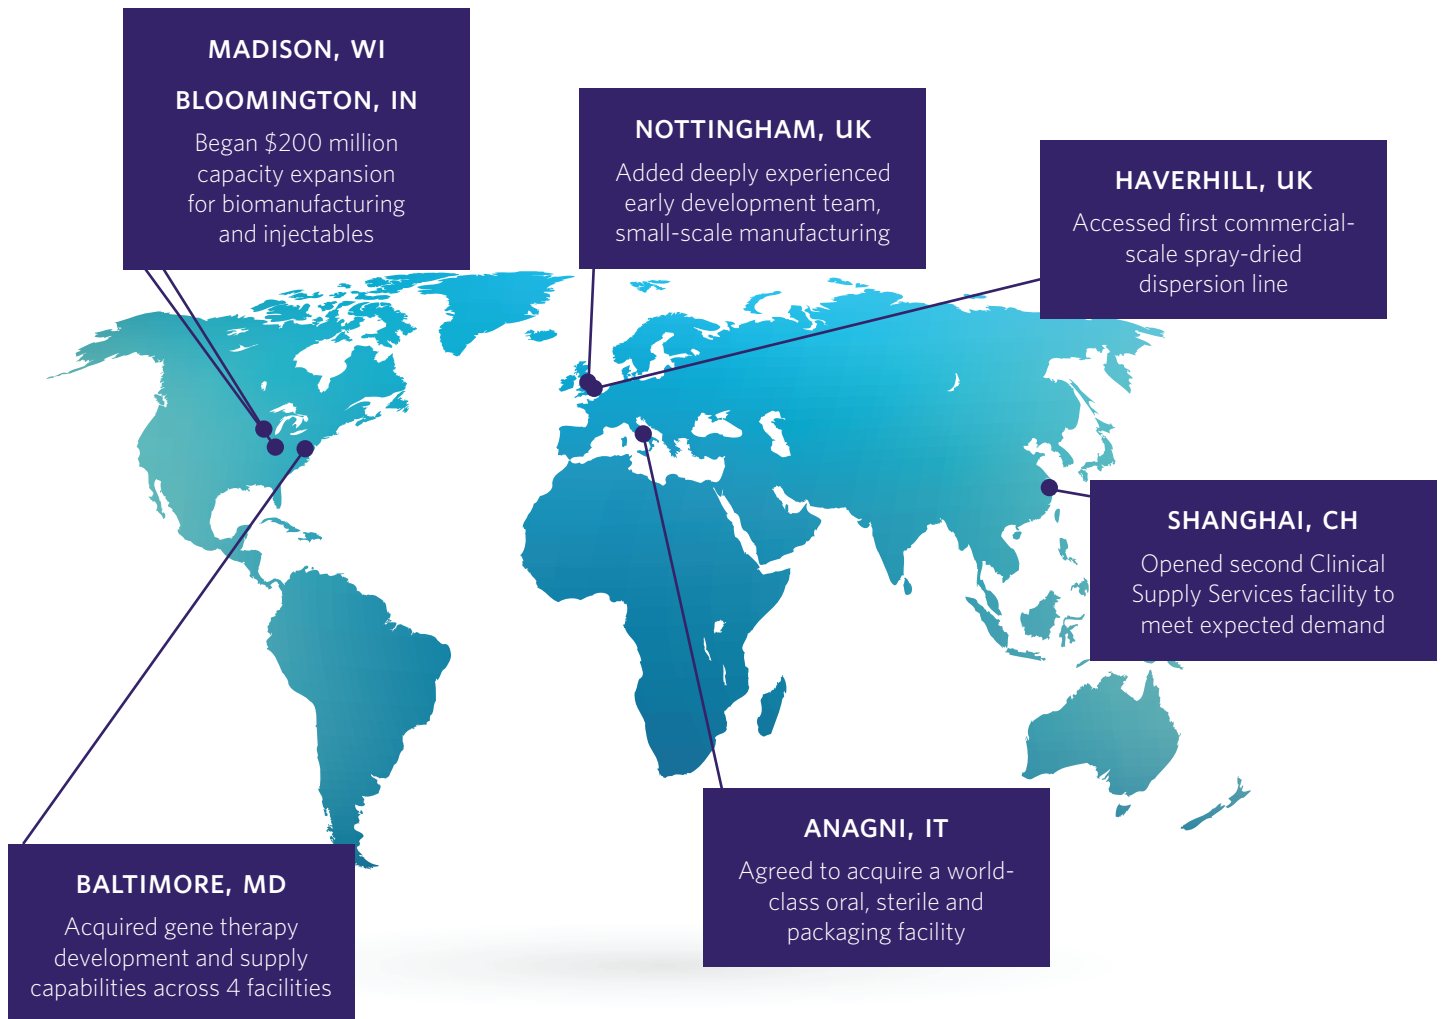 MADISON, WI
BLOOMINGTON, IN
Began $200 million
capacity expansion
for biomanufacturing
and injectables
NOTTINGHAM, UK
Added deeply experienced
early development team,
small-scale manufacturing
HAVERHILL, UK
Accessed first commercial-
scale spray-dried
dispersion line
SHANGHAI, CH
Opened second Clinical
Supply Services facility to
meet expected demand
ANAGNI, IT
Agreed to acquire a world-
class oral, sterile and
packaging facility
BALTIMORE, MD
Acquired gene therapy
development and supply
capabilities across 4 facilities